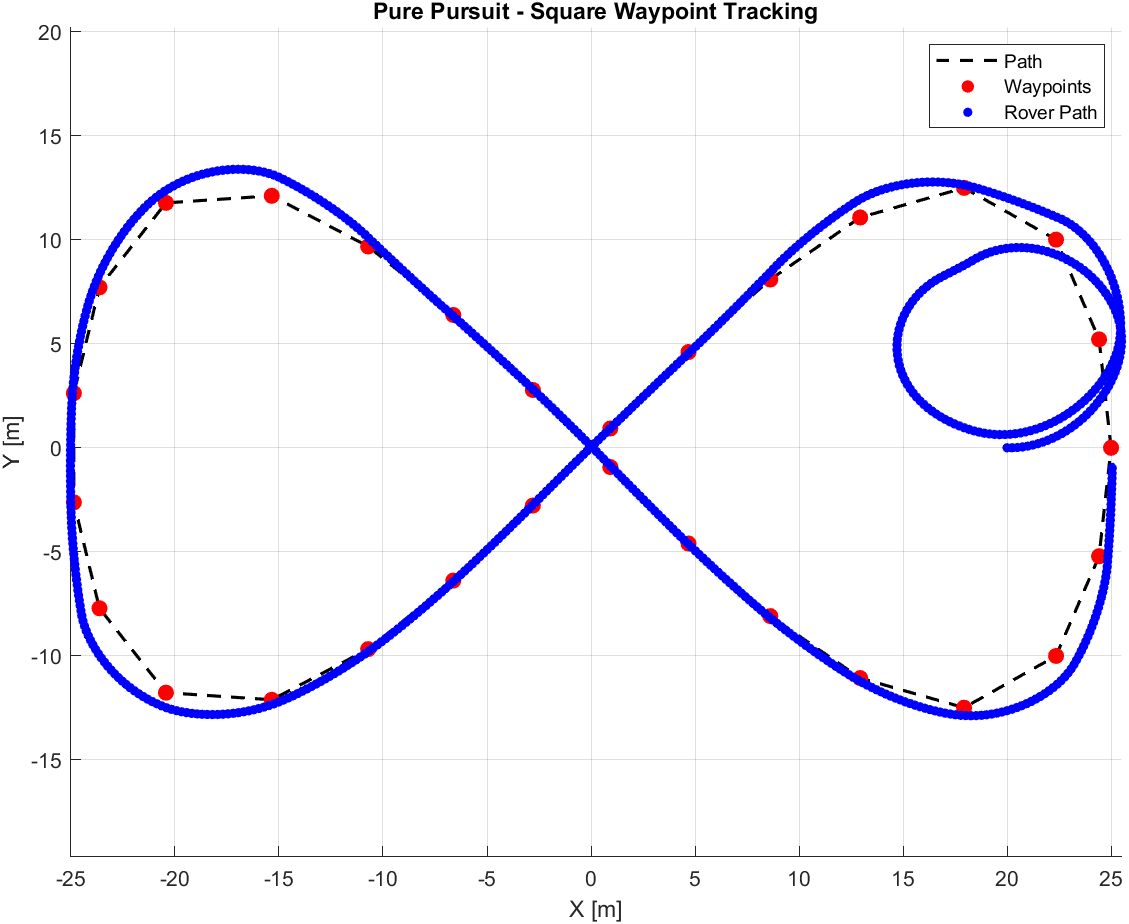 Pure Pursuit - Square Waypoint Tracking
Path
Waypoints
Rover Path
20
15
10
5
0
-5
-10
-15
Y [m]
-25 -20 -15 -10 -5 0 5 10 15 20 25
X [m]